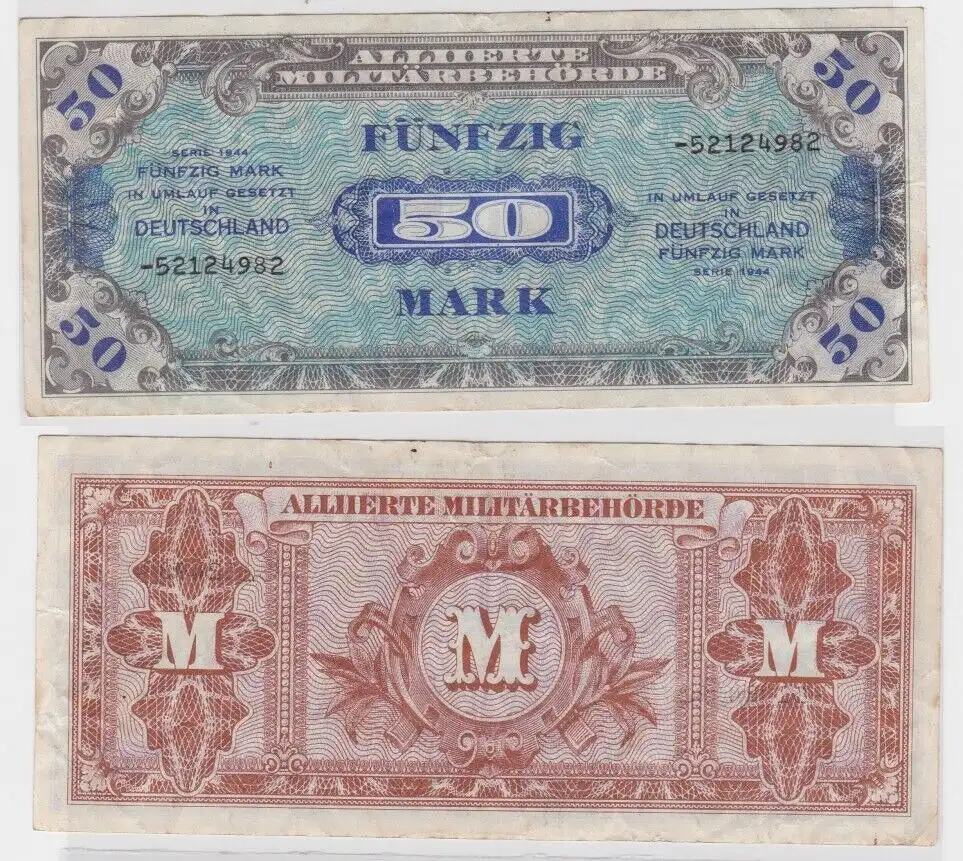 ALLIIERTE
MILITÄRBEHÖRDE
50
50
FÜNFZIG
-52124982
SERIE 1944
FÜNFZIG MARK
IN UMLAUF GESETZT
IN
DEUTSCHLAND
-52124982
50
IN UMLAUF GESETZT
IN
DEUTSCHLAND
FÜNFZIG MARK
SERIE 1944
MARK
50
50
ALLIIERTE MILITÄRBEHÖRDE
M
M
M